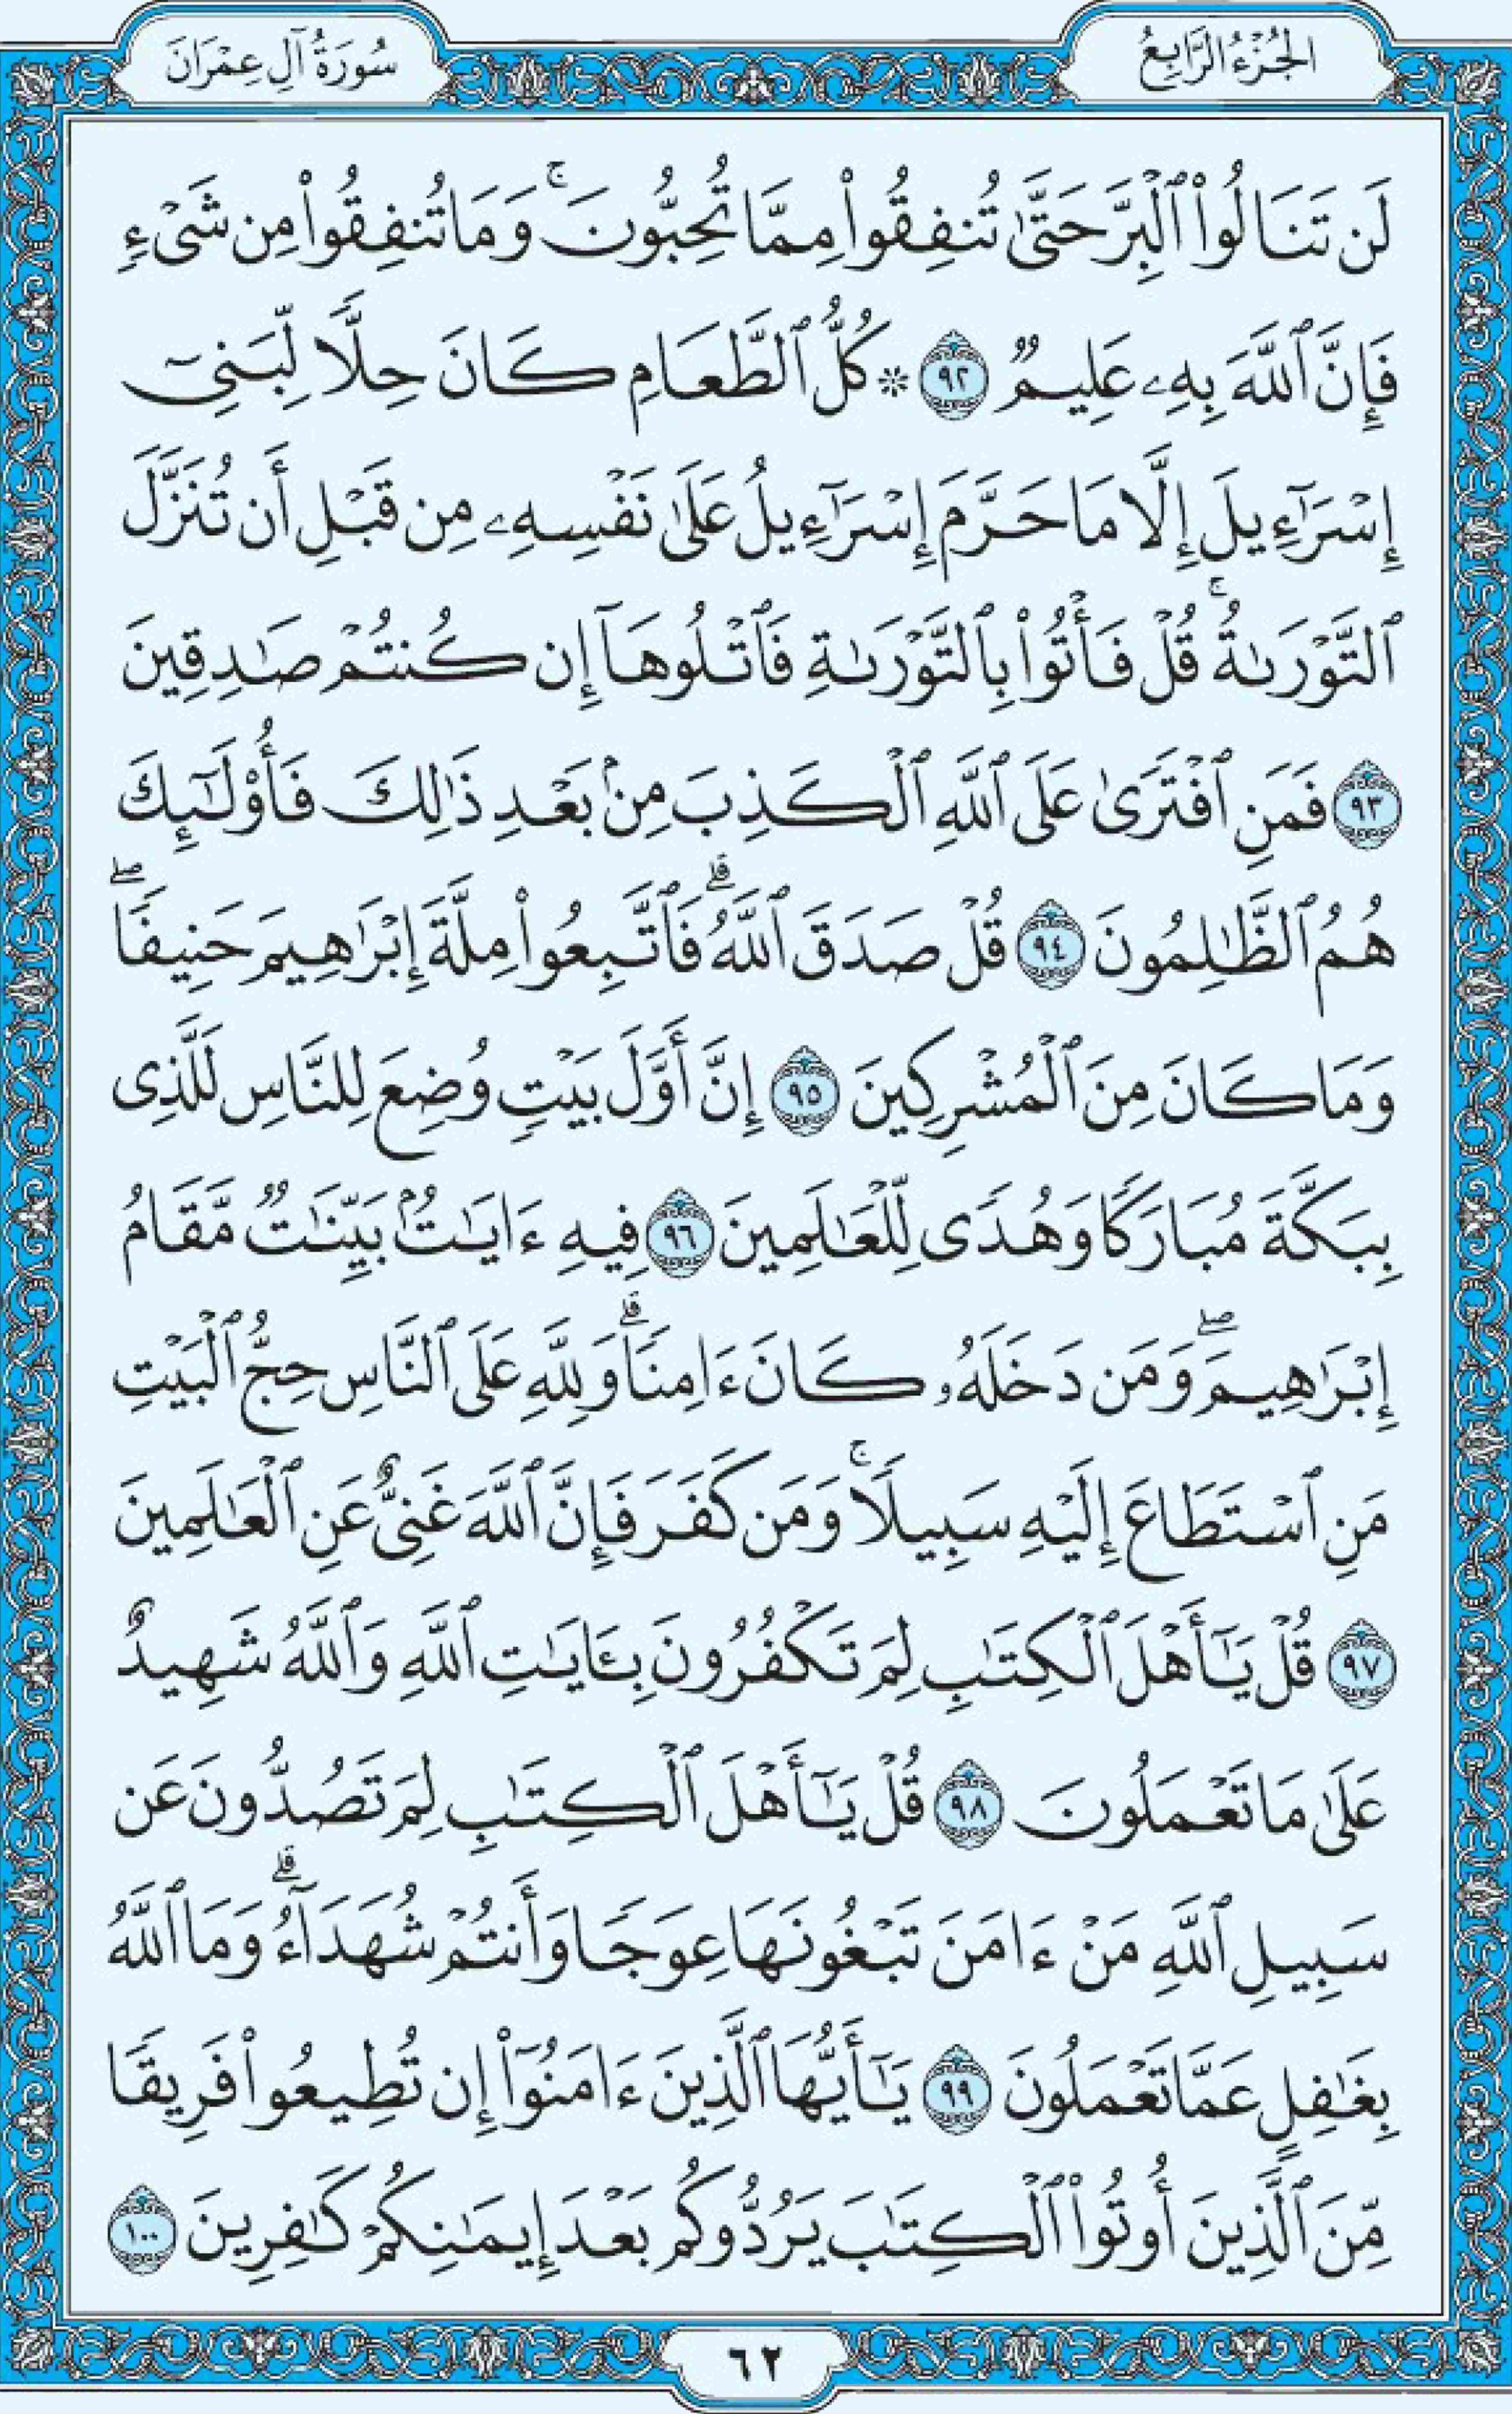 الجُزْءُ الرَّابِعُ
سُورَةُ آلِ عِمْرَانَ
لَن تَنَالُواْ ٱلْبِرَّ حَتَّىٰ تُنفِقُواْ مِمَّا تُحِبُّونَۚ وَمَا تُنفِقُواْ مِن شَىْءٍ
فَإِنَّ ٱللَّهَ بِهِۦ عَلِيمٌ ٩٢ * كُلُّ ٱلطَّعَامِ كَانَ حِلًّا لِّبَنِىٓ
إِسْرَٰٓءِيلَ إِلَّا مَا حَرَّمَ إِسْرَٰٓءِيلُ عَلَىٰ نَفْسِهِۦ مِن قَبْلِ أَن تُنَزَّلَ
ٱلتَّوْرَىٰةُۚ قُلْ فَأْتُواْ بِٱلتَّوْرَىٰةِ فَٱتْلُوهَآ إِن كُنتُمْ صَٰدِقِينَ
٩٣ فَمَنِ ٱفْتَرَىٰ عَلَى ٱللَّهِ ٱلْكَذِبَ مِنۢ بَعْدِ ذَٰلِكَ فَأُوْلَٰٓئِكَ
هُمُ ٱلظَّٰلِمُونَ ٩٤ قُلْ صَدَقَ ٱللَّهُۗ فَٱتَّبِعُواْ مِلَّةَ إِبْرَٰهِيمَ حَنِيفًاۖ
وَمَا كَانَ مِنَ ٱلْمُشْرِكِينَ ٩٥ إِنَّ أَوَّلَ بَيْتٍ وُضِعَ لِلنَّاسِ لَلَّذِى
بِبَكَّةَ مُبَارَكًا وَهُدًى لِّلْعَٰلَمِينَ ٩٦ فِيهِ ءَايَٰتٌۢ بَيِّنَٰتٌ مَّقَامُ
إِبْرَٰهِيمَۖ وَمَن دَخَلَهُۥ كَانَ ءَامِنًاۗ وَلِلَّهِ عَلَى ٱلنَّاسِ حِجُّ ٱلْبَيْتِ
مَنِ ٱسْتَطَاعَ إِلَيْهِ سَبِيلًاۚ وَمَن كَفَرَ فَإِنَّ ٱللَّهَ غَنِىٌّ عَنِ ٱلْعَٰلَمِينَ
٩٧ قُلْ يَٰٓأَهْلَ ٱلْكِتَٰبِ لِمَ تَكْفُرُونَ بِـَٔايَٰتِ ٱللَّهِ وَٱللَّهُ شَهِيدٌ
عَلَىٰ مَا تَعْمَلُونَ ٩٨ قُلْ يَٰٓأَهْلَ ٱلْكِتَٰبِ لِمَ تَصُدُّونَ عَن
سَبِيلِ ٱللَّهِ مَنْ ءَامَنَ تَبْغُونَهَا عِوَجًا وَأَنتُمْ شُهَدَآءُۗ وَمَا ٱللَّهُ
بِغَٰفِلٍ عَمَّا تَعْمَلُونَ ٩٩ يَٰٓأَيُّهَا ٱلَّذِينَ ءَامَنُوٓاْ إِن تُطِيعُواْ فَرِيقًا
مِّنَ ٱلَّذِينَ أُوتُواْ ٱلْكِتَٰبَ يَرُدُّوكُم بَعْدَ إِيمَٰنِكُمْ كَٰفِرِينَ ١٠٠
٦٢